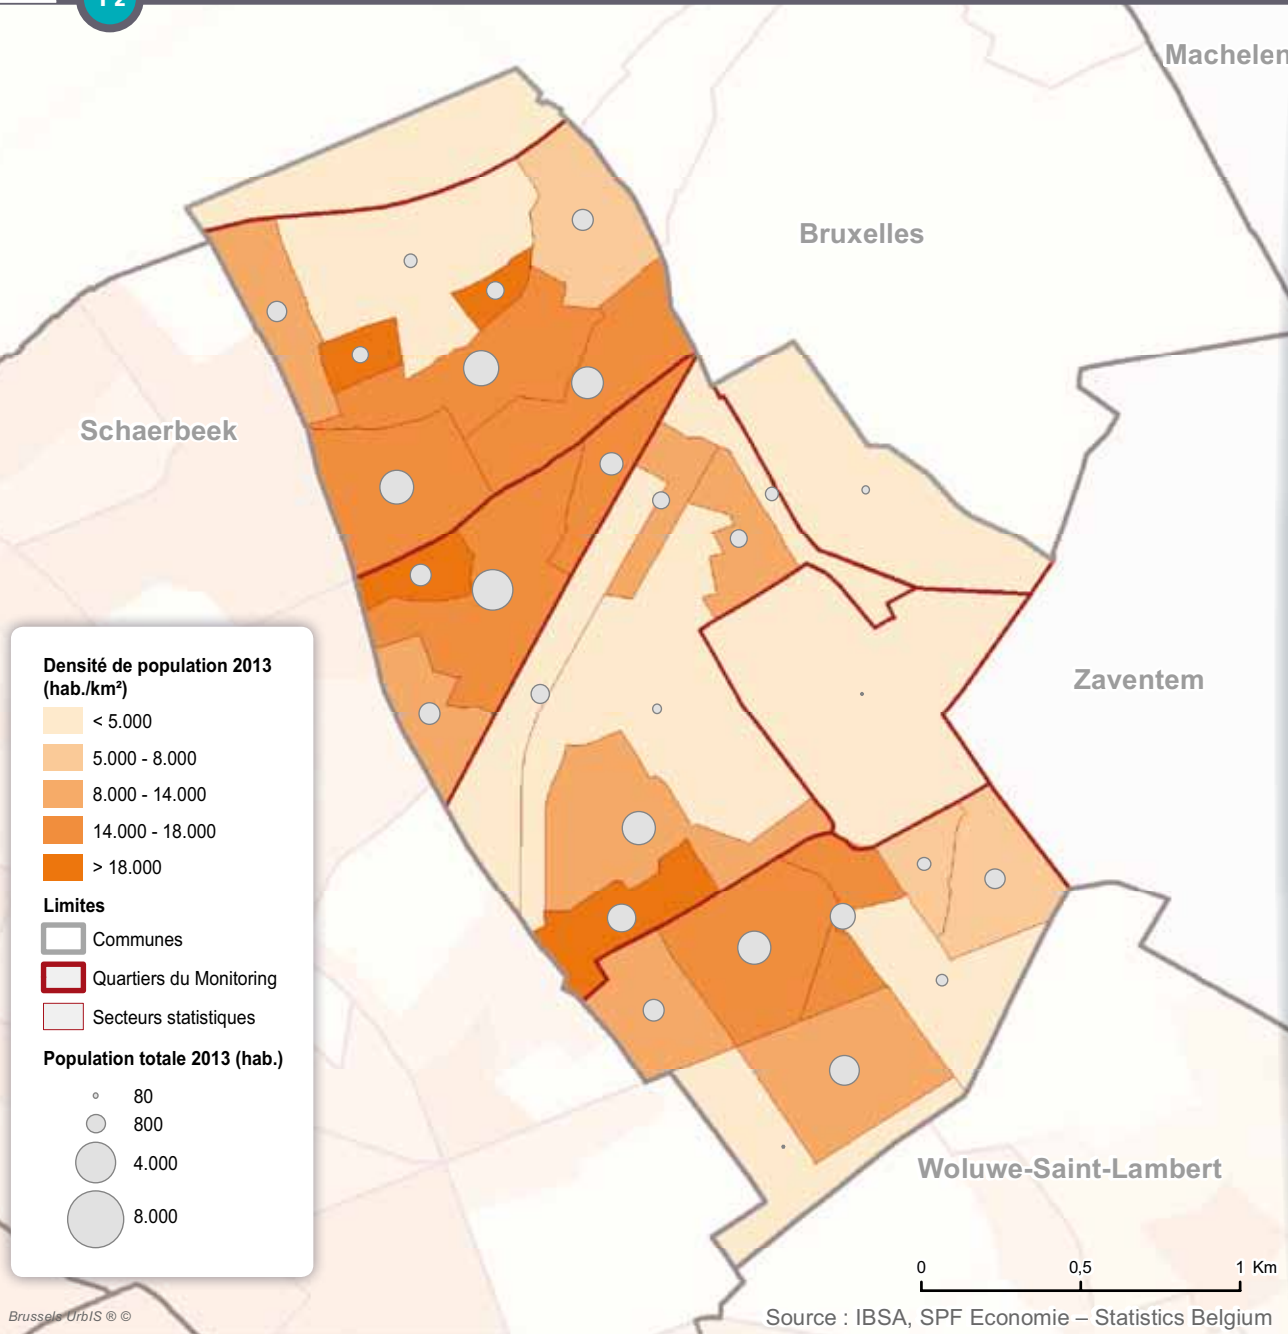 Machelen
Bruxelles
Schaerbeek
Zaventem
Densité de population 2013
(hab./km²)
< 5.000
5.000 - 8.000
8.000 - 14.000
14.000 - 18.000
> 18.000
Limites
Communes
Quartiers du Monitoring
Secteurs statistiques
Population totale 2013 (hab.)
80
800
4.000
8.000
Woluwe-Saint-Lambert
0 0,5 1 Km
Brussels UrbIS ® ©
Source : IBSA, SPF Economie – Statistics Belgium